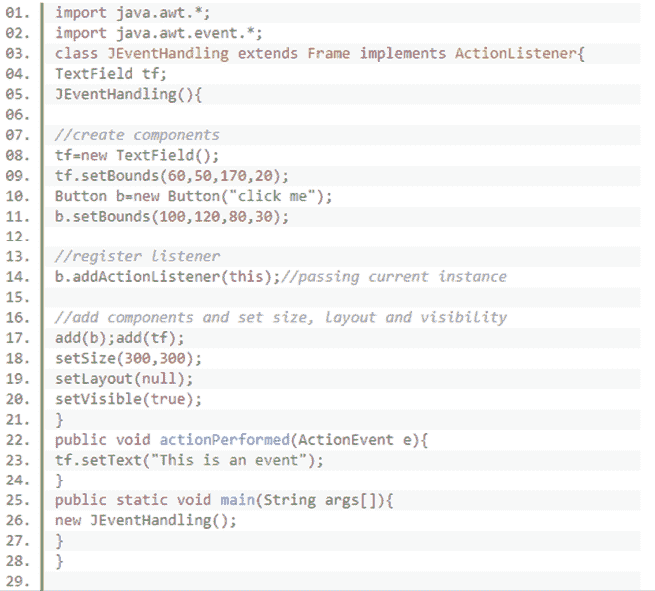 01. import java.awt.*;
02. import java.awt.event.*;
03. class JEventHandling extends Frame implements ActionListener{
04. TextField tf;
05. JEventHandling(){
06.
07. //create components
08. tf=new TextField();
09. tf.setBounds(60,50,170,20);
10. Button b=new Button("click me");
11. b.setBounds(100,120,80,30);
12.
13. //register listener
14. b.addActionListener(this);//passing current instance
15.
16. //add components and set size, layout and visibility
17. add(b);add(tf);
18. setSize(300,300);
19. setLayout(null);
20. setVisible(true);
21. }
22. public void actionPerformed(ActionEvent e){
23. tf.setText("This is an event");
24. }
25. public static void main(String args[]){
26. new JEventHandling();
27. }
28. }
29.